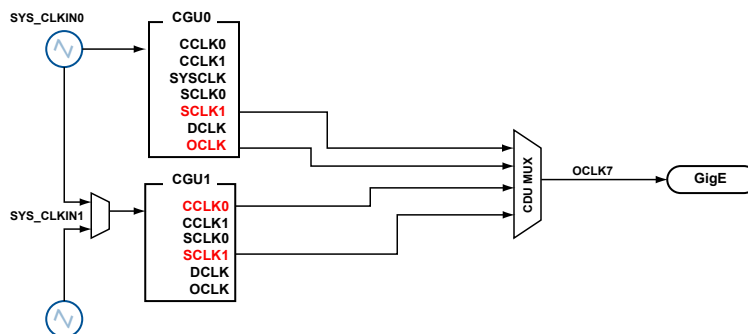 SYS_CLKIN0
CGU0
CCLK0
CCLK1
SYSCLK
SCLK0
SCLK1
DCLK
OCLK
SYS_CLKIN1
CGU1
CCLK0
CCLK1
SCLK0
SCLK1
DCLK
OCLK
CDU MUX
OCLK7
GigE